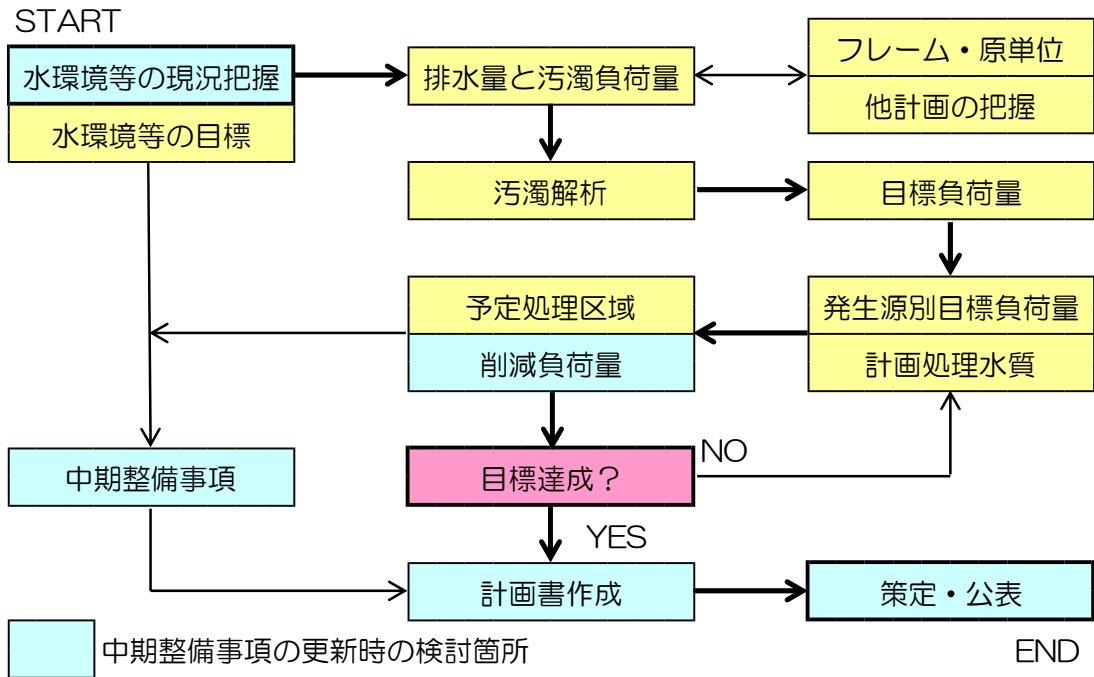 START
水環境等の現況把握
水環境等の目標
排水量と汚濁負荷量
フレーム・原単位
他計画の把握
汚濁解析
目標負荷量
予定処理区域
削減負荷量
発生源別目標負荷量
計画処理水質
中期整備事項
目標達成？
NO
YES
計画書作成
策定・公表
中期整備事項の更新時の検討箇所
END